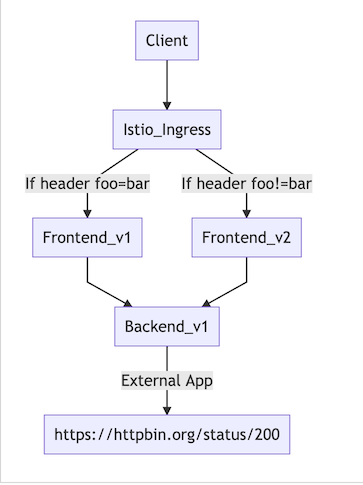 Client
Istio_Ingress
If header foo=bar
If header foo!=bar
Frontend_v1
Frontend_v2
Backend_v1
External App
https://httpbin.org/status/200